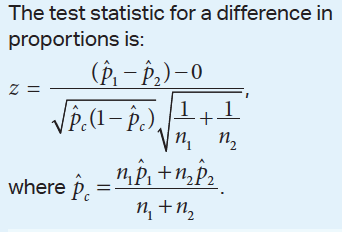 The test statistic for a difference in
proportions is:
z = \frac{(\hat{p}_1 - \hat{p}_2) - 0}{\sqrt{\hat{p}_c(1 - \hat{p}_c)}\sqrt{\frac{1}{n_1} + \frac{1}{n_2}}},
where \hat{p}_c = \frac{n_1\hat{p}_1 + n_2\hat{p}_2}{n_1 + n_2}.